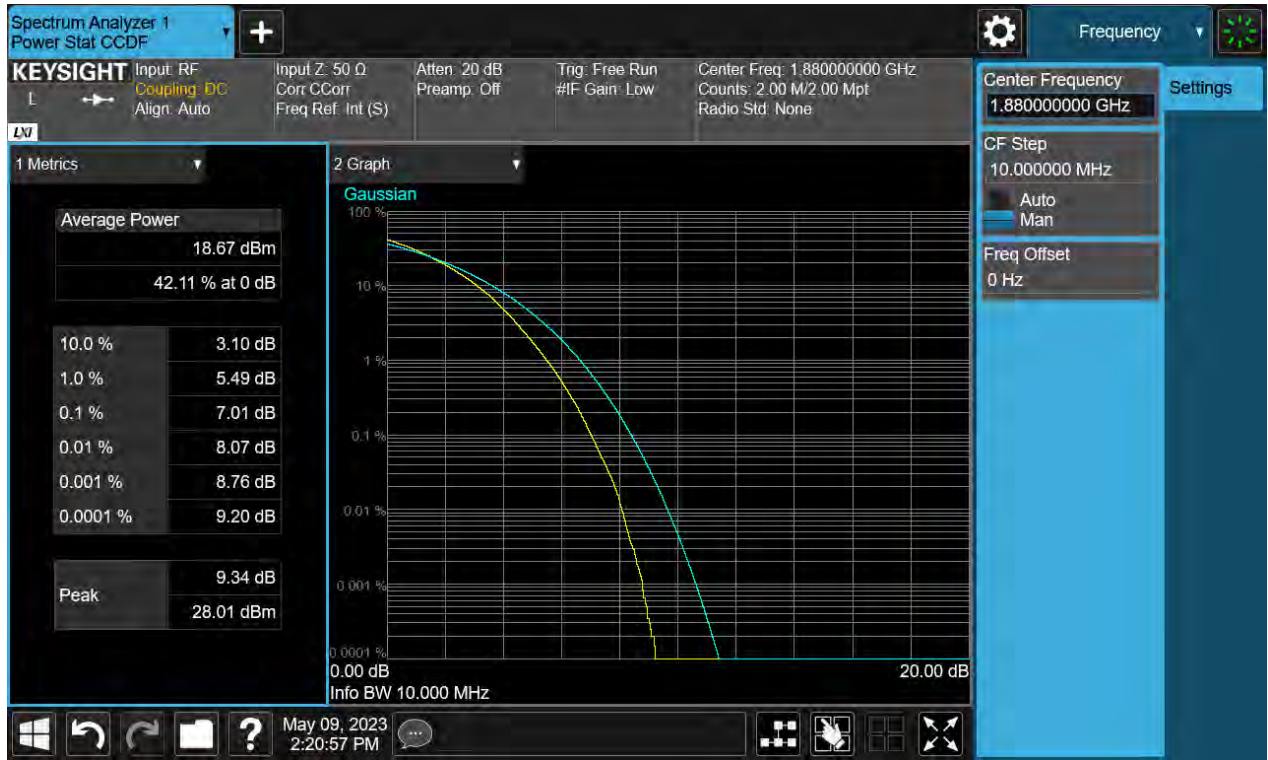 Spectrum Analyzer 1
Power Stat CCDF
Frequency
KEYSIGHT
L
LXI
Input: RF
Coupling: DC
Align: Auto
Input Z: 50 Ω
Corr CCorr
Freq Ref: Int (S)
Atten: 20 dB
Preamp: Off
Trig: Free Run
#IF Gain: Low
Center Freq: 1.880000000 GHz
Counts: 2.00 M/2.00 Mpt
Radio Std: None
Center Frequency
1.880000000 GHz
Settings
CF Step
10.000000 MHz
Auto
Man
Freq Offset
0 Hz
1 Metrics
Average Power
18.67 dBm
42.11 % at 0 dB
10.0 % 3.10 dB
1.0 % 5.49 dB
0.1 % 7.01 dB
0.01 % 8.07 dB
0.001 % 8.76 dB
0.0001 % 9.20 dB
Peak
9.34 dB
28.01 dBm
2 Graph
Gaussian
100 %
10 %
1 %
0.1 %
0.01 %
0.001 %
0.0001 %
0.00 dB 20.00 dB
Info BW 10.000 MHz
?
May 09, 2023
2:20:57 PM